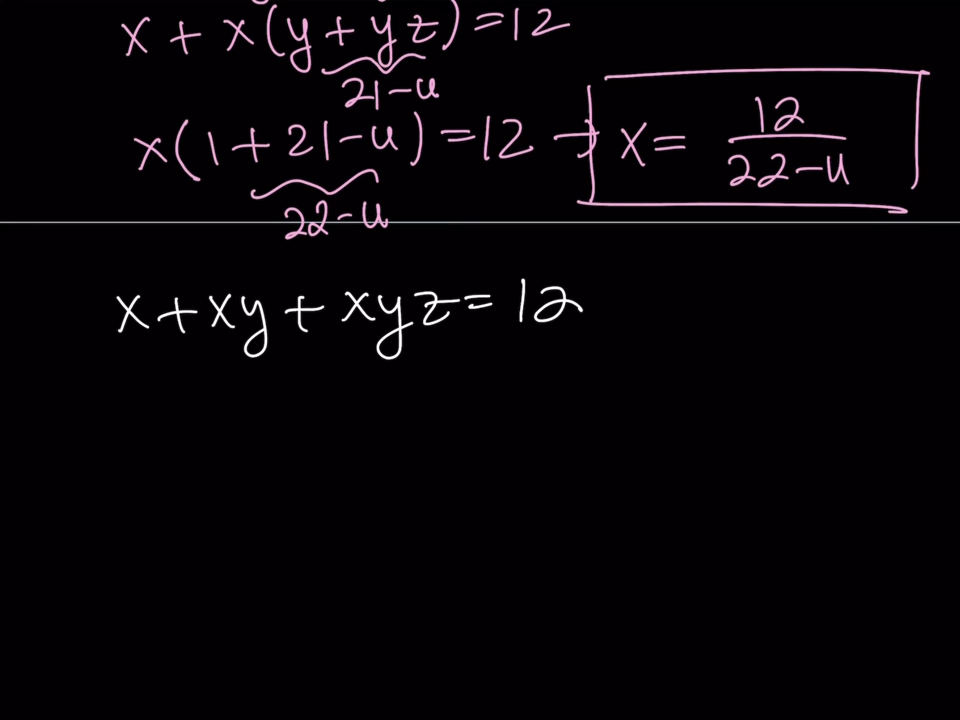 x + x(y + yz) = 12
21-u
x(1+21-u) = 12 → x = 12/(22-u)
22-u
x + xy + xyz = 12